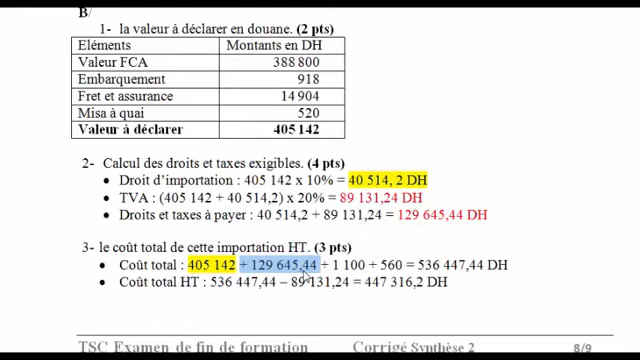 B/
1- la valeur à déclarer en douane. (2 pts)
Eléments Montants en DH
Valeur FCA 388 800
Embarquement 918
Fret et assurance 14 904
Misa à quai 520
Valeur à déclarer 405 142
2- Calcul des droits et taxes exigibles. (4 pts)
• Droit d'importation : 405 142 x 10% = 40 514, 2 DH
• TVA : (405 142 + 40 514,2) x 20% = 89 131,24 DH
• Droits et taxes à payer : 40 514,2 + 89 131,24 = 129 645,44 DH
3- le coût total de cette importation HT. (3 pts)
• Coût total : 405 142 + 129 645,44 + 1 100 + 560 = 536 447,44 DH
• Coût total HT : 536 447,44 – 89 131,24 = 447 316,2 DH
TSC Examen de fin de formation Corrigé Synthèse 2 8/9